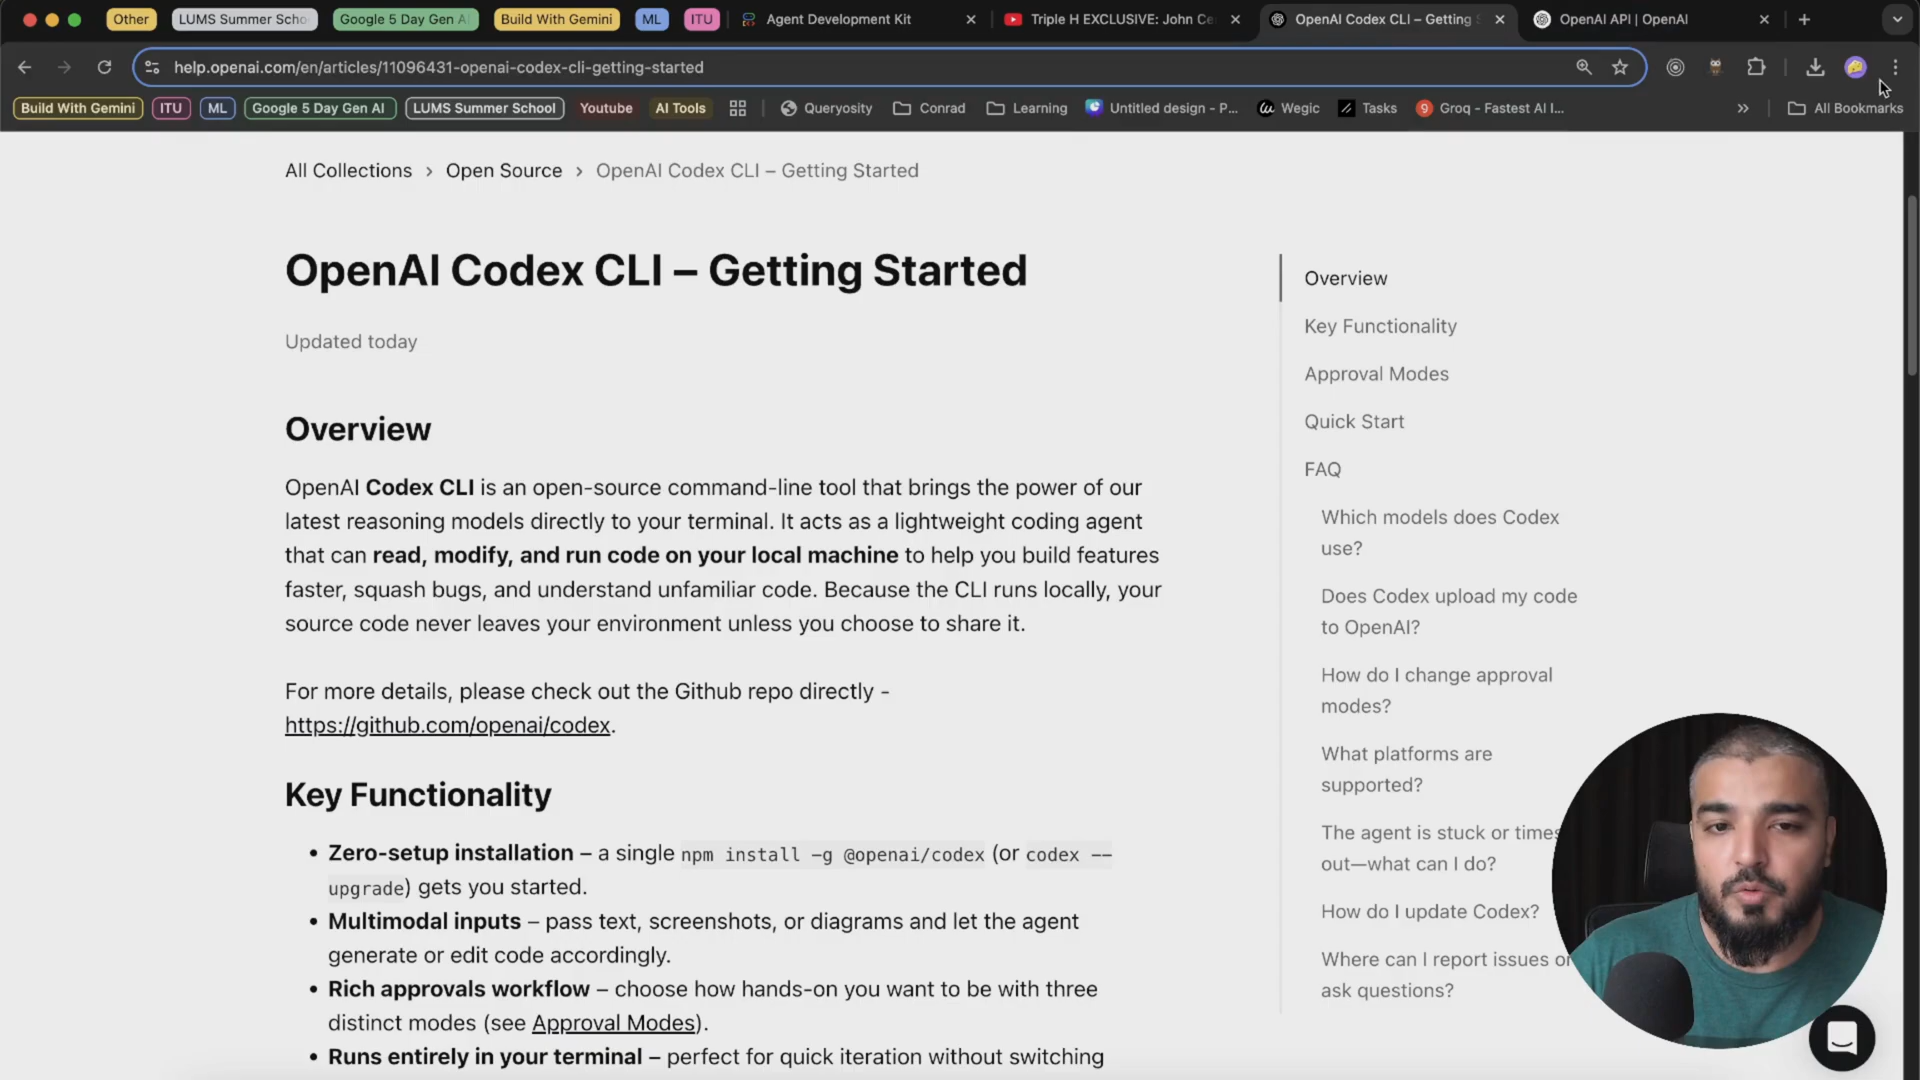 Other
LUMS Summer Scho
Google 5 Day Gen AI
Build With Gemini
ML
ITU
Agent Development Kit
Triple H EXCLUSIVE: John Ce
OpenAI Codex CLI – Getting S
OpenAI API | OpenAI
help.openai.com/en/articles/11096431-openai-codex-cli-getting-started
Build With Gemini
ITU
ML
Google 5 Day Gen AI
LUMS Summer School
Youtube
AI Tools
Queryosity
Conrad
Learning
Untitled design - P...
Wegic
Tasks
Groq - Fastest AI I...
All Bookmarks
All Collections > Open Source > OpenAI Codex CLI – Getting Started
OpenAI Codex CLI – Getting Started
Updated today
Overview
OpenAI Codex CLI is an open-source command-line tool that brings the power of our
latest reasoning models directly to your terminal. It acts as a lightweight coding agent
that can read, modify, and run code on your local machine to help you build features
faster, squash bugs, and understand unfamiliar code. Because the CLI runs locally, your
source code never leaves your environment unless you choose to share it.
For more details, please check out the Github repo directly -
https://github.com/openai/codex.
Key Functionality
• Zero-setup installation – a single npm install -g @openai/codex (or codex --
upgrade) gets you started.
• Multimodal inputs – pass text, screenshots, or diagrams and let the agent
generate or edit code accordingly.
• Rich approvals workflow – choose how hands-on you want to be with three
distinct modes (see Approval Modes).
• Runs entirely in your terminal – perfect for quick iteration without switching
Overview
Key Functionality
Approval Modes
Quick Start
FAQ
Which models does Codex
use?
Does Codex upload my code
to OpenAI?
How do I change approval
modes?
What platforms are
supported?
The agent is stuck or times
out—what can I do?
How do I update Codex?
Where can I report issues or
ask questions?